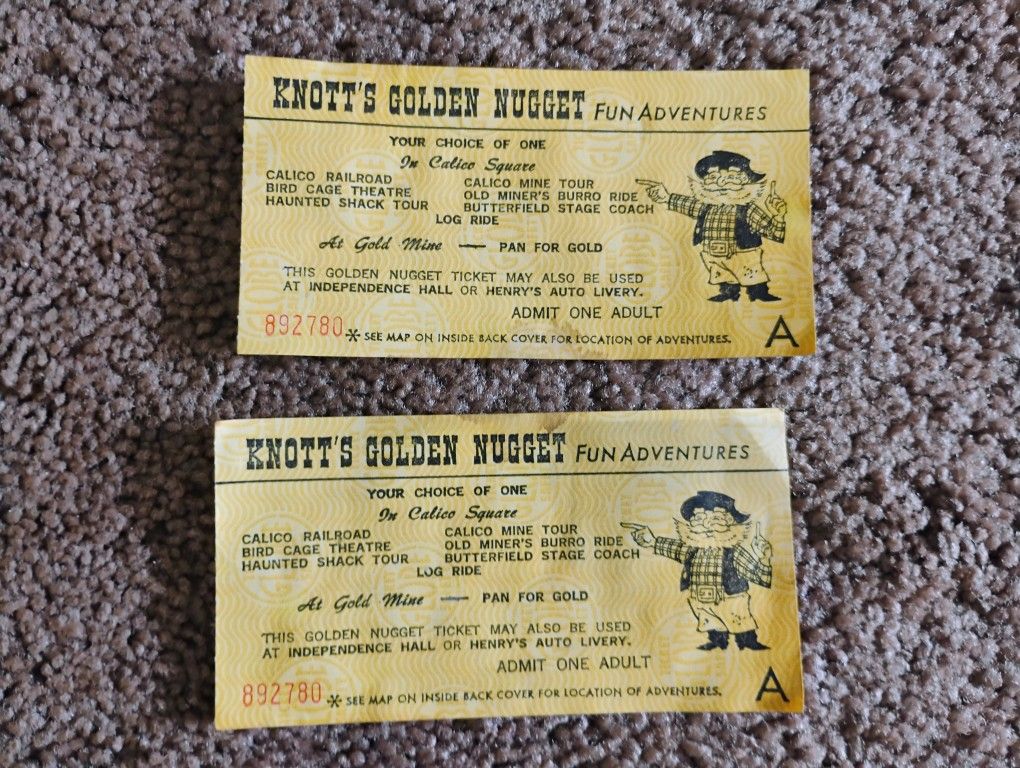 KNOTT'S GOLDEN NUGGET FUN ADVENTURES
YOUR CHOICE OF ONE
In Calico Square
CALICO RAILROAD CALICO MINE TOUR
BIRD CAGE THEATRE OLD MINER'S BURRO RIDE
HAUNTED SHACK TOUR BUTTERFIELD STAGE COACH
LOG RIDE
At Gold Mine — PAN FOR GOLD
THIS GOLDEN NUGGET TICKET MAY ALSO BE USED
AT INDEPENDENCE HALL OR HENRY'S AUTO LIVERY.
ADMIT ONE ADULT
892780 * SEE MAP ON INSIDE BACK COVER FOR LOCATION OF ADVENTURES. A
KNOTT'S GOLDEN NUGGET FUN ADVENTURES
YOUR CHOICE OF ONE
In Calico Square
CALICO RAILROAD CALICO MINE TOUR
BIRD CAGE THEATRE OLD MINER'S BURRO RIDE
HAUNTED SHACK TOUR BUTTERFIELD STAGE COACH
LOG RIDE
At Gold Mine — PAN FOR GOLD
THIS GOLDEN NUGGET TICKET MAY ALSO BE USED
AT INDEPENDENCE HALL OR HENRY'S AUTO LIVERY.
ADMIT ONE ADULT
892780 * SEE MAP ON INSIDE BACK COVER FOR LOCATION OF ADVENTURES. A